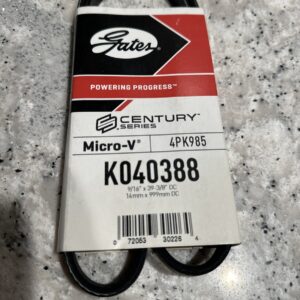 Gates
POWERING PROGRESS™
CENTURY®
SERIES
Micro-V® 4PK985
K040388
9/16" x 39-3/8" OC
14mm x 999mm OC
0 72053 30226 4